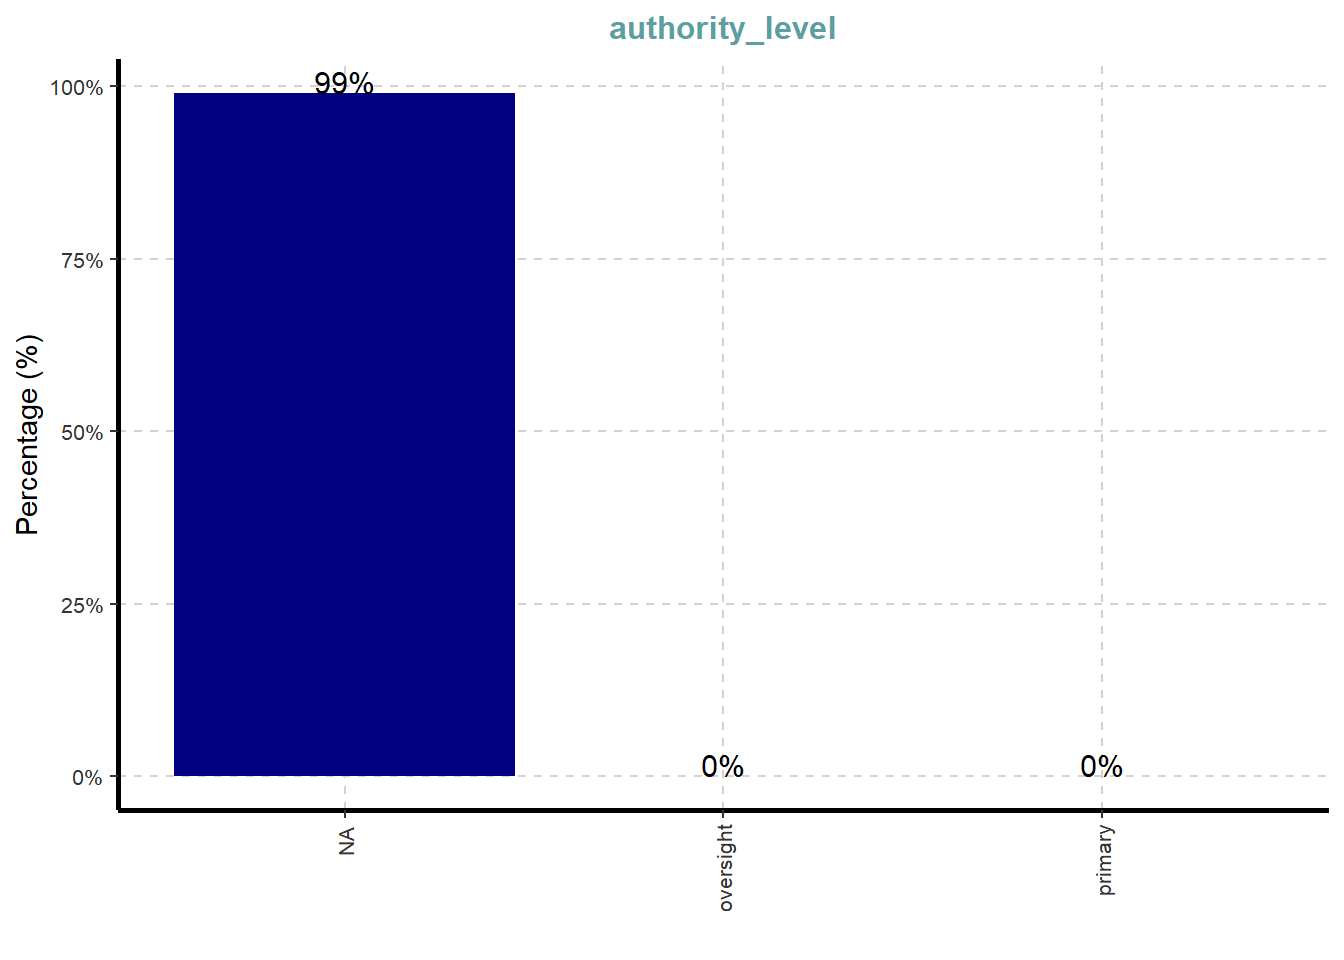 authority_level
Percentage (%)
100%
75%
50%
25%
0%
99%
0%
0%
NA
oversight
primary